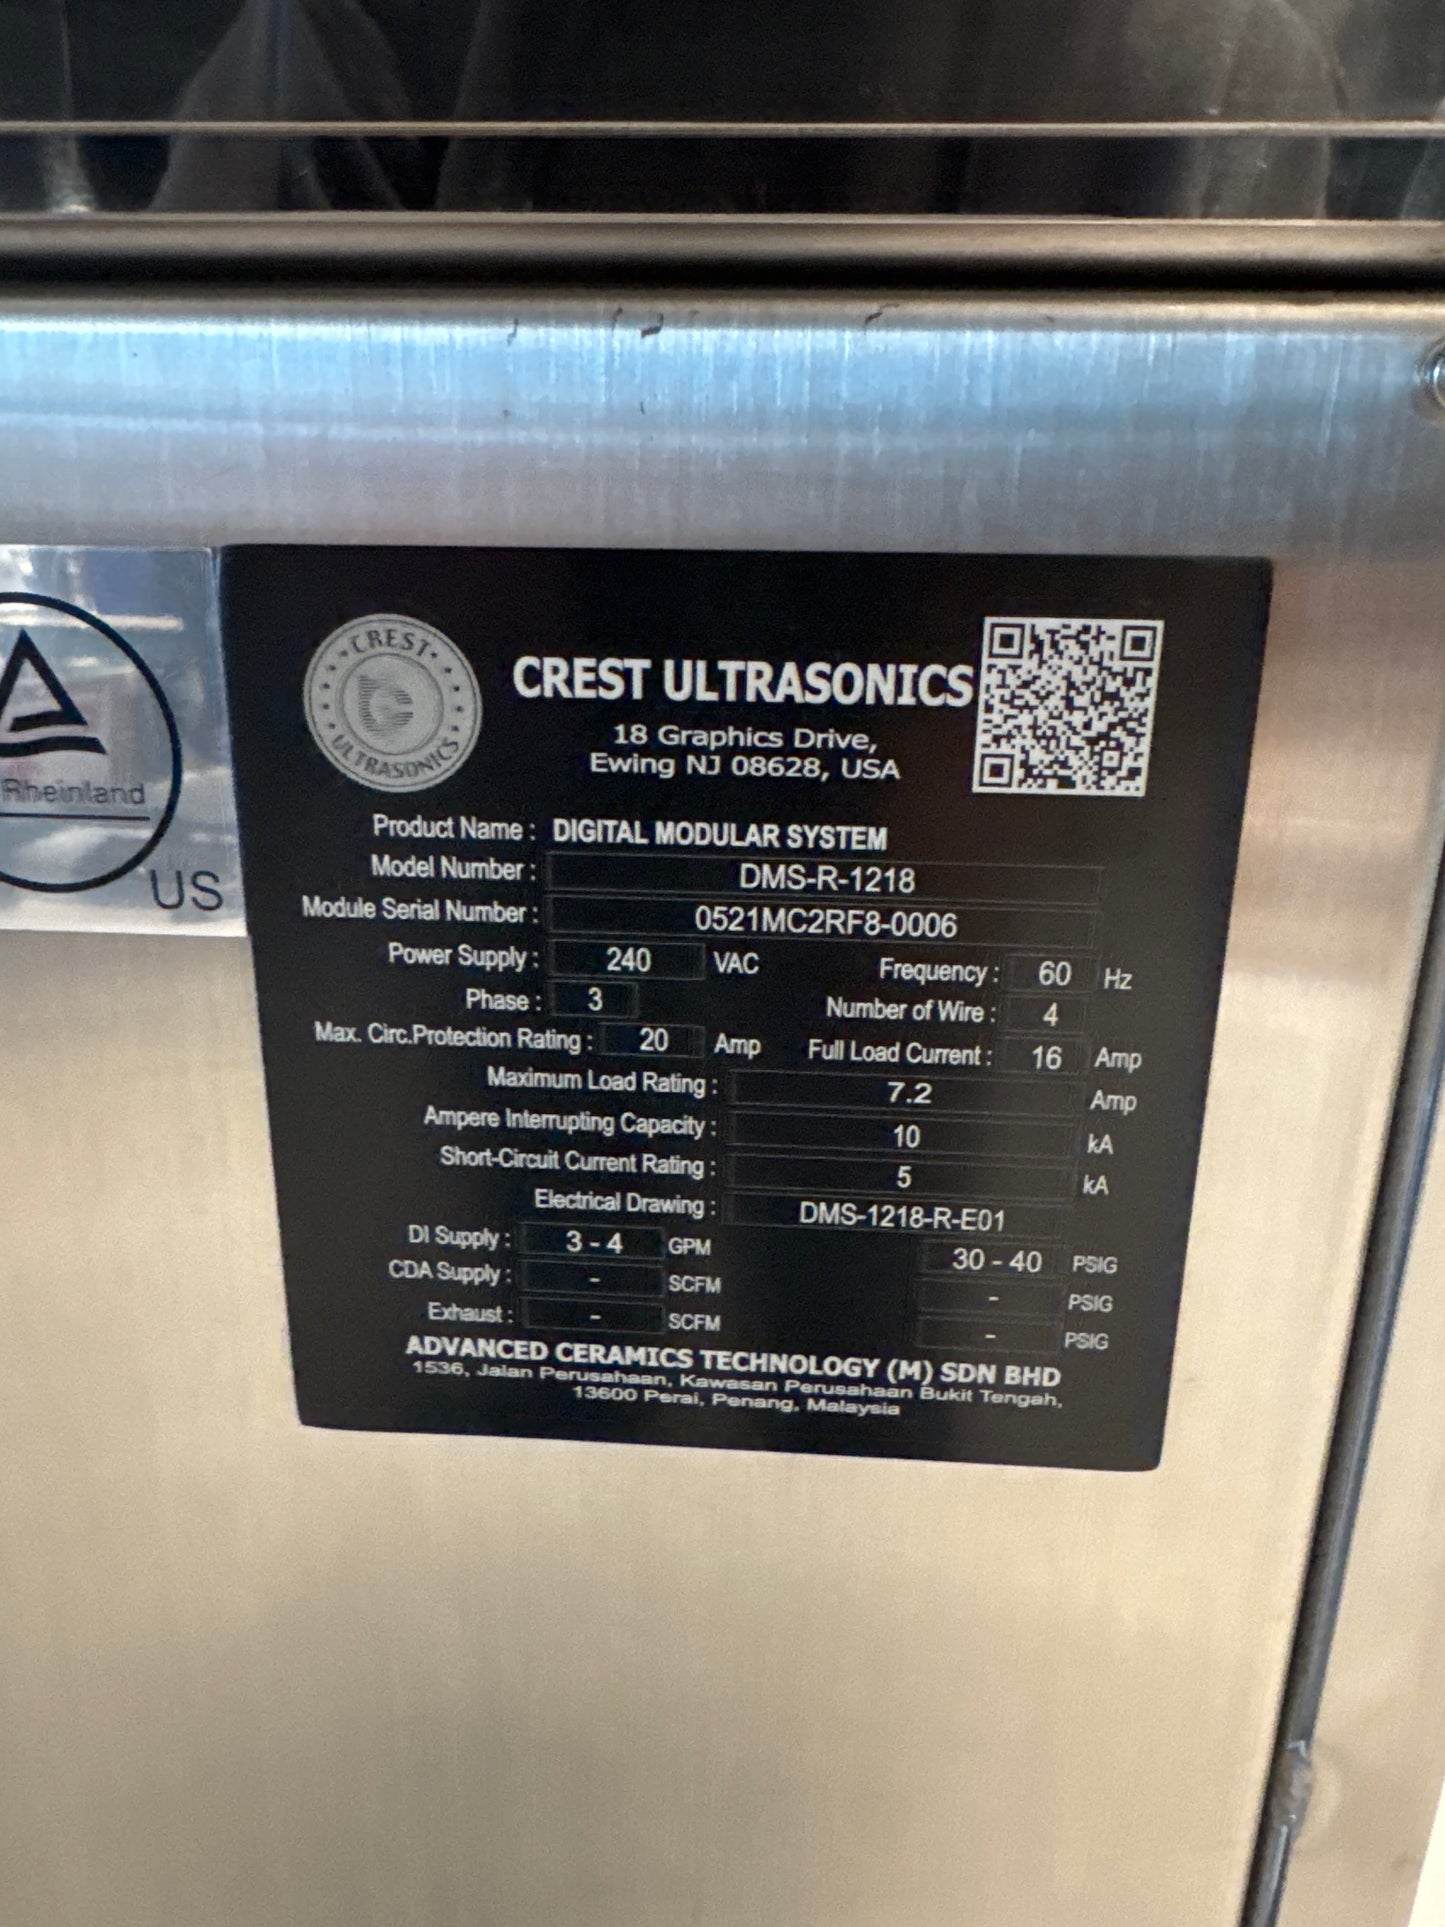 CREST
ULTRASONICS
CREST ULTRASONICS
18 Graphics Drive,
Ewing NJ 08628, USA
Rheinland
US
Product Name : DIGITAL MODULAR SYSTEM
Model Number : DMS-R-1218
Module Serial Number : 0521MC2RF8-0006
Power Supply : 240 VAC Frequency : 60 Hz
Phase : 3 Number of Wire : 4
Max. Circ.Protection Rating : 20 Amp Full Load Current : 16 Amp
Maximum Load Rating : 7.2 Amp
Ampere Interrupting Capacity : 10 kA
Short-Circuit Current Rating : 5 kA
Electrical Drawing : DMS-1218-R-E01
DI Supply : 3 - 4 GPM 30 - 40 PSIG
CDA Supply : - SCFM - PSIG
Exhaust : - SCFM - PSIG
ADVANCED CERAMICS TECHNOLOGY (M) SDN BHD
1536, Jalan Perusahaan, Kawasan Perusahaan Bukit Tengah,
13600 Perai, Penang, Malaysia